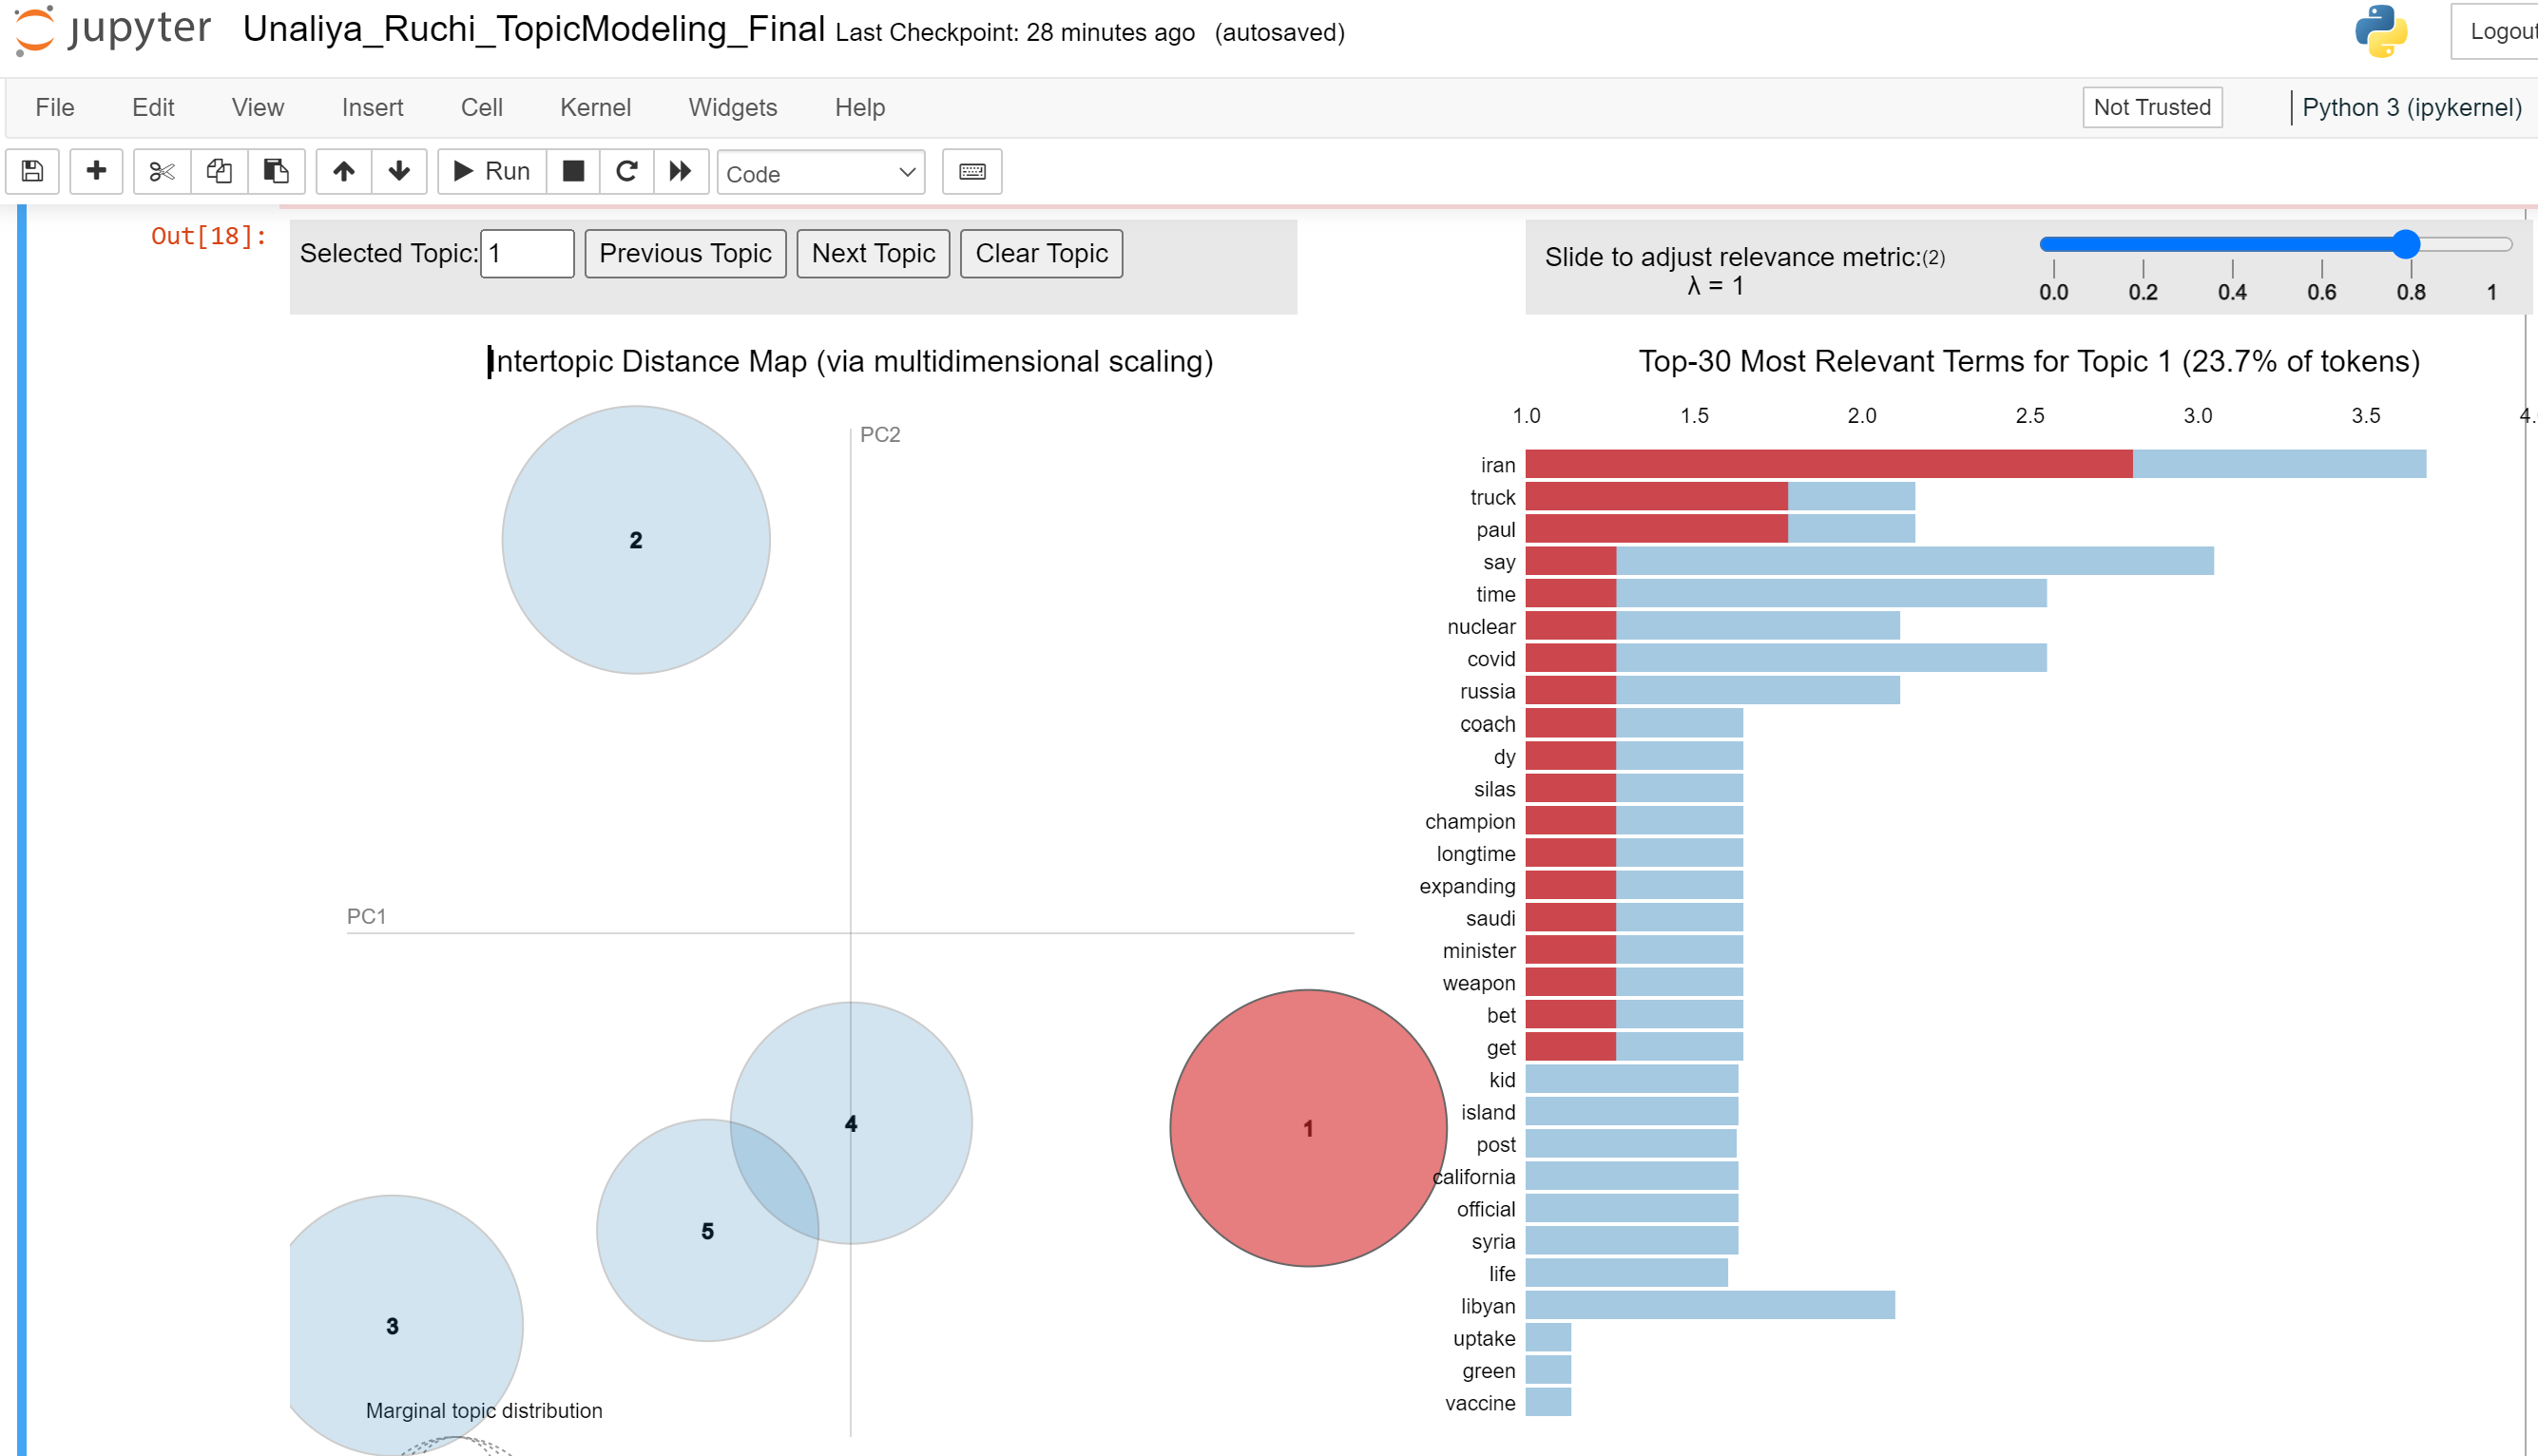 jupyter Unaliya_Ruchi_TopicModeling_Final Last Checkpoint: 28 minutes ago (autosaved)
Logout
File Edit View Insert Cell Kernel Widgets Help
Not Trusted
Python 3 (ipykernel)
Run
Code
Out[18]:
Selected Topic: 1 Previous Topic Next Topic Clear Topic
Slide to adjust relevance metric:(2)
λ = 1
0.0 0.2 0.4 0.6 0.8 1
Intertopic Distance Map (via multidimensional scaling)
PC2
2
PC1
4
1
5
3
Marginal topic distribution
Top-30 Most Relevant Terms for Topic 1 (23.7% of tokens)
1.0 1.5 2.0 2.5 3.0 3.5 4.
iran
truck
paul
say
time
nuclear
covid
russia
coach
dy
silas
champion
longtime
expanding
saudi
minister
weapon
bet
get
kid
island
post
california
official
syria
life
libyan
uptake
green
vaccine